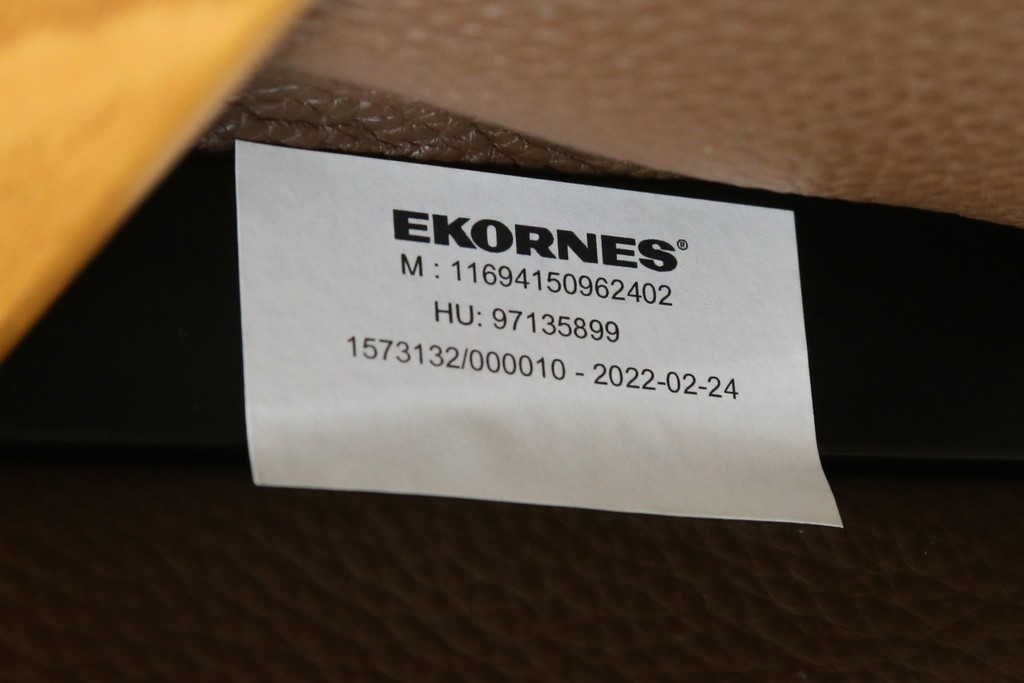 EKORNES®
M : 11694150962402
HU: 97135899
1573132/000010 - 2022-02-24